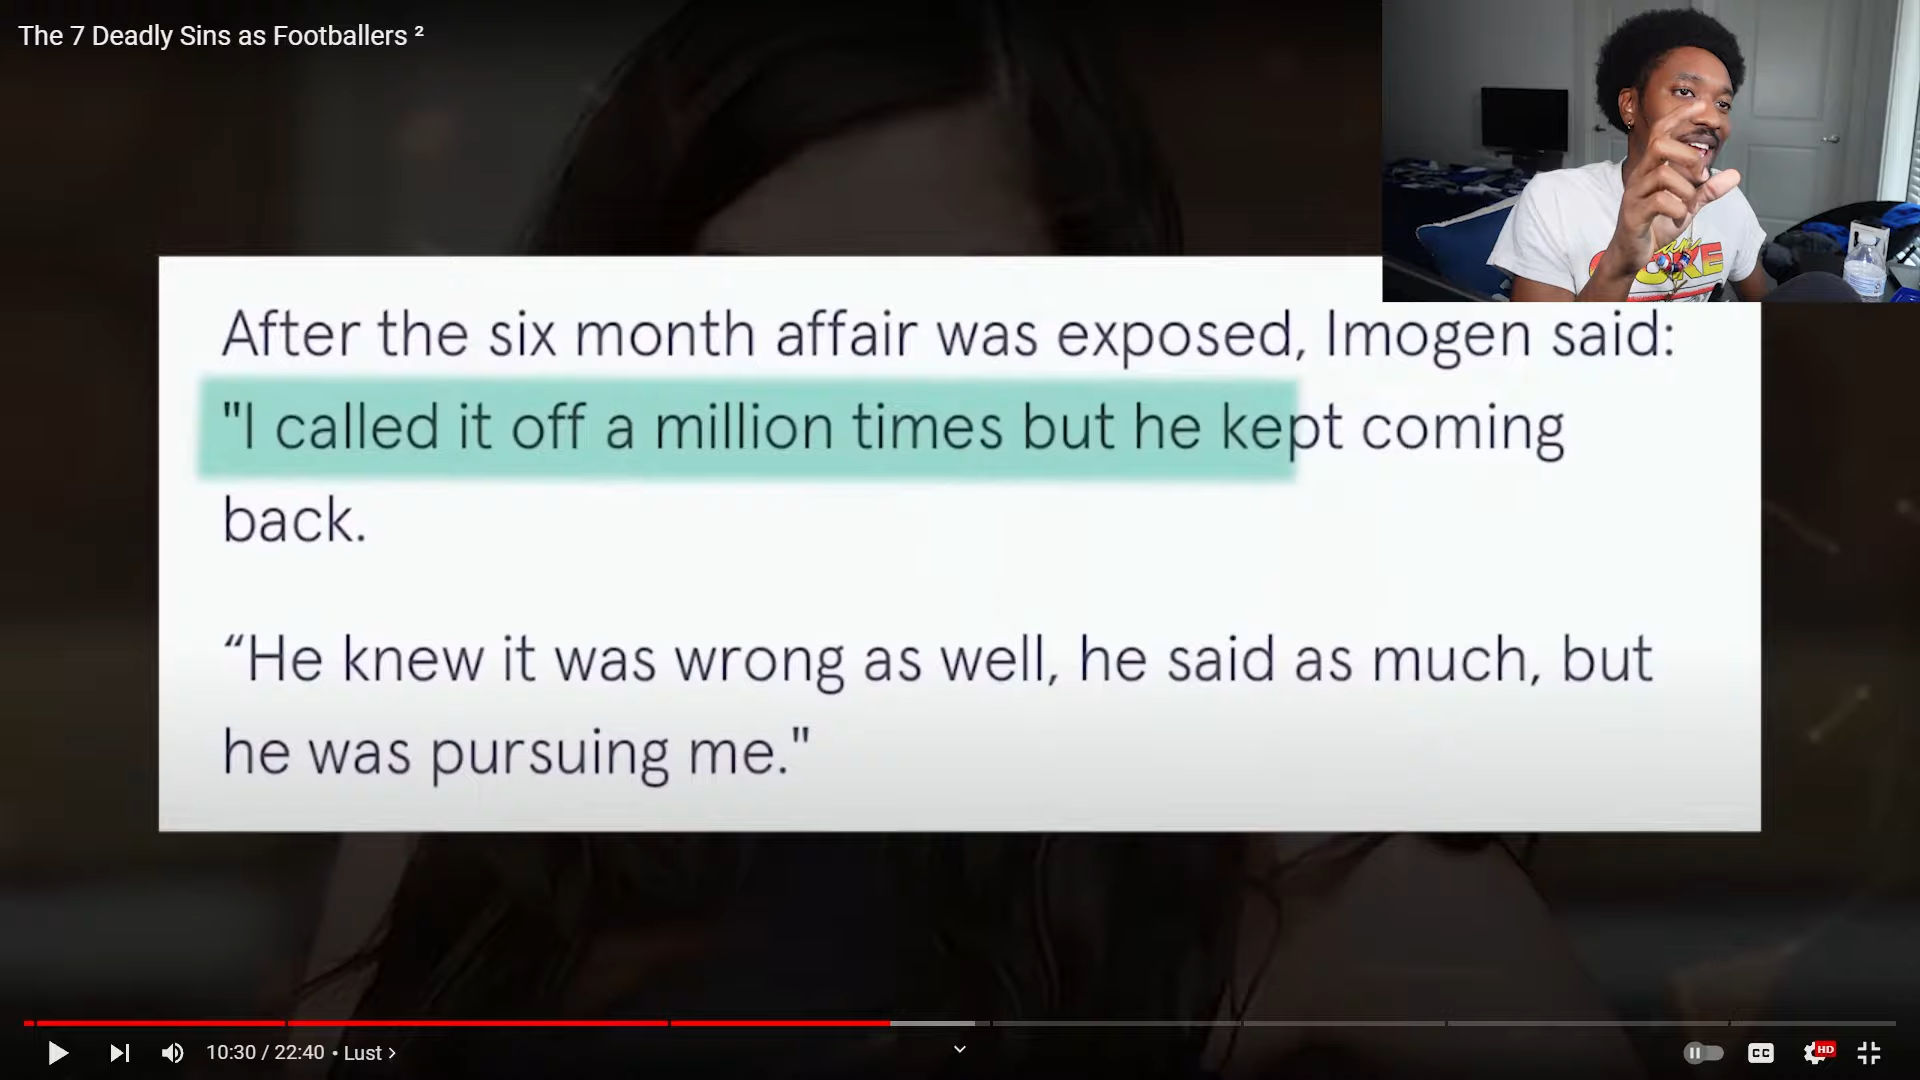 The 7 Deadly Sins as Footballers ²
After the six month affair was exposed, Imogen said:
"I called it off a million times but he kept coming
back.
“He knew it was wrong as well, he said as much, but
he was pursuing me."
10:30 / 22:40 • Lust ›
CC
HD